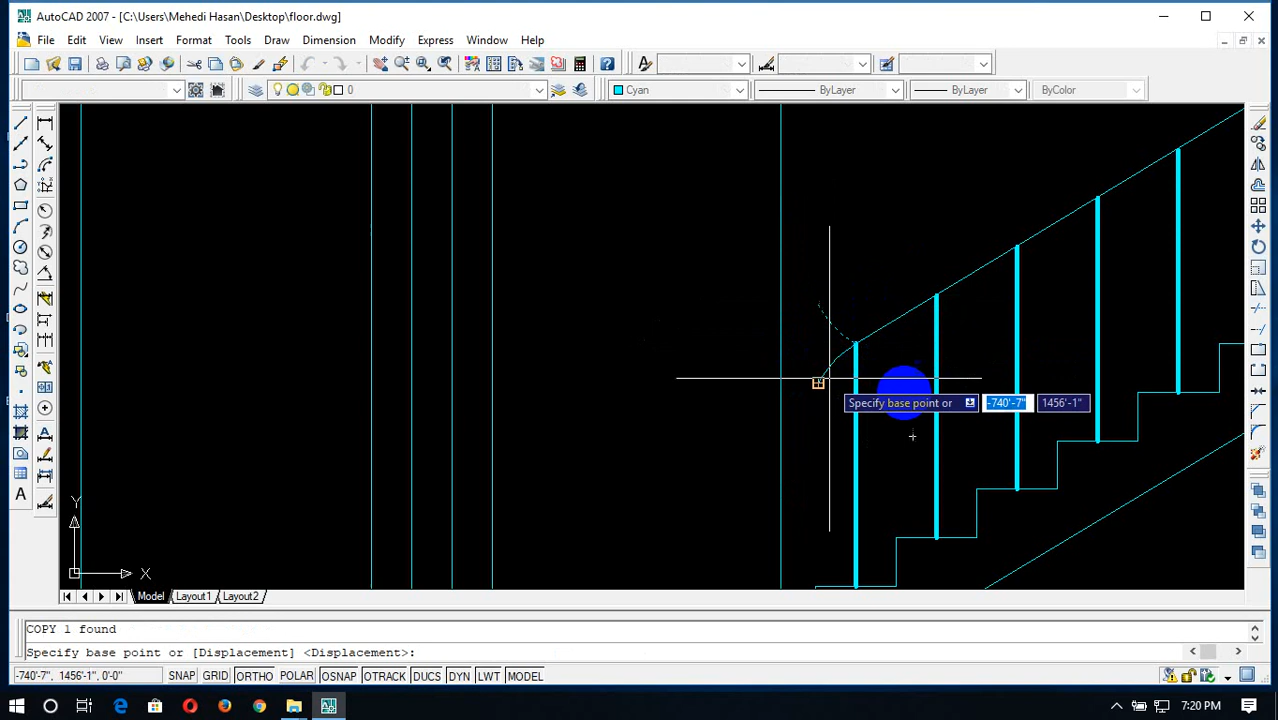 AutoCAD 2007 - [C:\Users\Mehedi Hasan\Desktop\floor.dwg]
File Edit View Insert Format Tools Draw Dimension Modify Express Window Help
0 Cyan ByLayer ByLayer ByColor
Specify base point or -740'-7" 1456'-1"
Y
X
Model Layout1 Layout2
COPY 1 found
Specify base point or [Displacement] <Displacement>:
-740'-7", 1456'-1", 0'-0" SNAP GRID ORTHO POLAR OSNAP OTRACK DUCS DYN LWT MODEL
7:20 PM